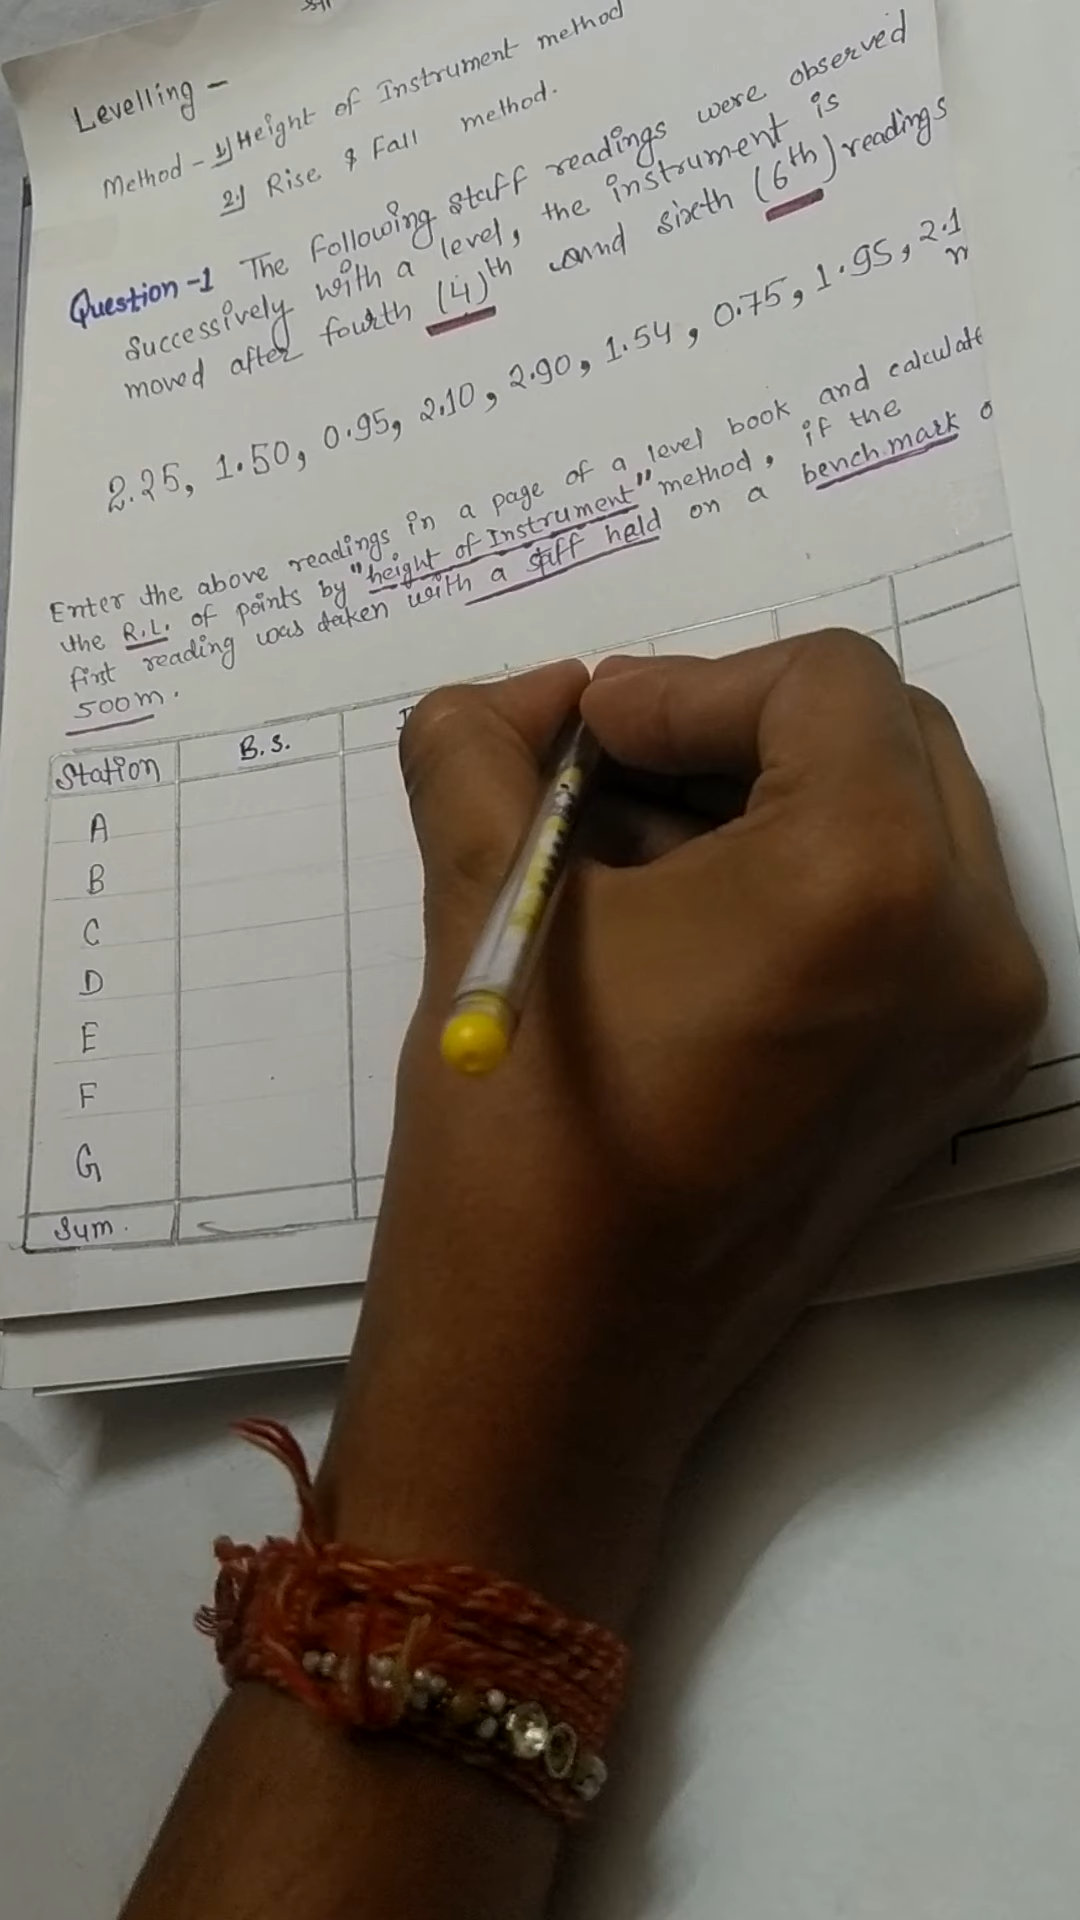 Levelling -
Method - 1) Height of Instrument method
2) Rise & Fall method.
Question-1 The following staff readings were observed
successively with a level, the instrument is
moved after fourth (4)th and sixth (6th) readings
2.25, 1.50, 0.95, 2.10, 2.90, 1.54, 0.75, 1.95, 2.1
Enter the above readings in a page of a level book and calculate
the R.L. of points by "height of Instrument" method, if the
first reading was taken with a staff held on a bench mark o
500m.
Station B.S.
A
B
C
D
E
F
G
Sum.